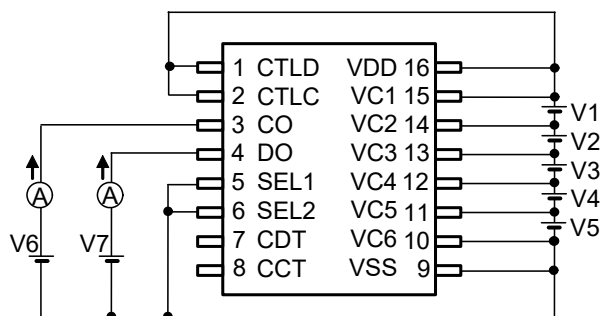 1 CTLD VDD 16
2 CTLC VC1 15
V1
3 CO VC2 14
V2
4 DO VC3 13
V3
A A
5 SEL1 VC4 12
V4
6 SEL2 VC5 11
V5
V6 V7
7 CDT VC6 10
8 CCT VSS 9